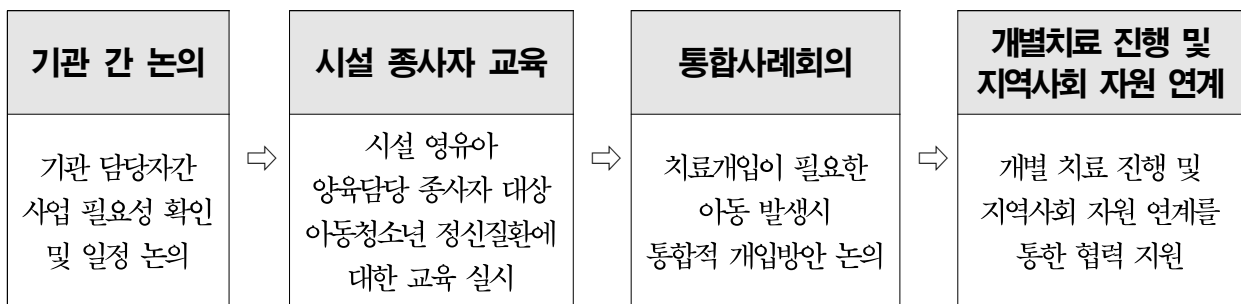 기관 간 논의
기관 담당자간
사업 필요성 확인
및 일정 논의
⇨
시설 종사자 교육
시설 영유아
양육담당 종사자 대상
아동청소년 정신질환에
대한 교육 실시
⇨
통합사례회의
치료개입이 필요한
아동 발생시
통합적 개입방안 논의
⇨
개별치료 진행 및
지역사회 자원 연계
개별 치료 진행 및
지역사회 자원 연계를
통한 협력 지원